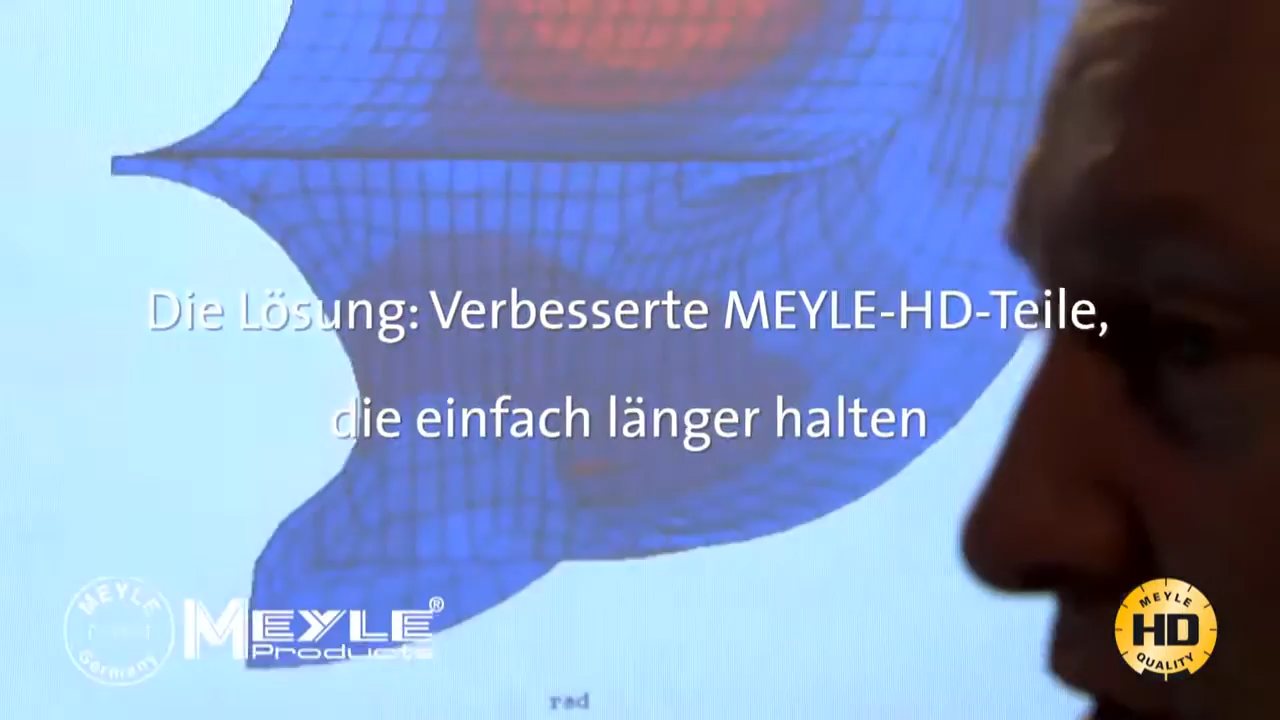 Die Lösung: Verbesserte MEYLE-HD-Teile,
die einfach länger halten
MEYLE
Germany
MEYLE®
Products
MEYLE
HD
QUALITY
rad